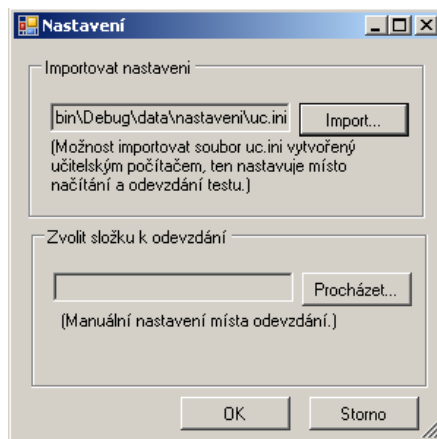 Nastavení
Importovat nastaveni
bin\Debug\data\nastaveni\uc.ini
Import...
(Možnost importovat soubor uc.ini vytvořený
učitelským počítačem, ten nastavuje místo
načítání a odevzdání testu.)
Zvolit složku k odevzdání
Procházet...
(Manuální nastavení místa odevzdání.)
OK
Storno